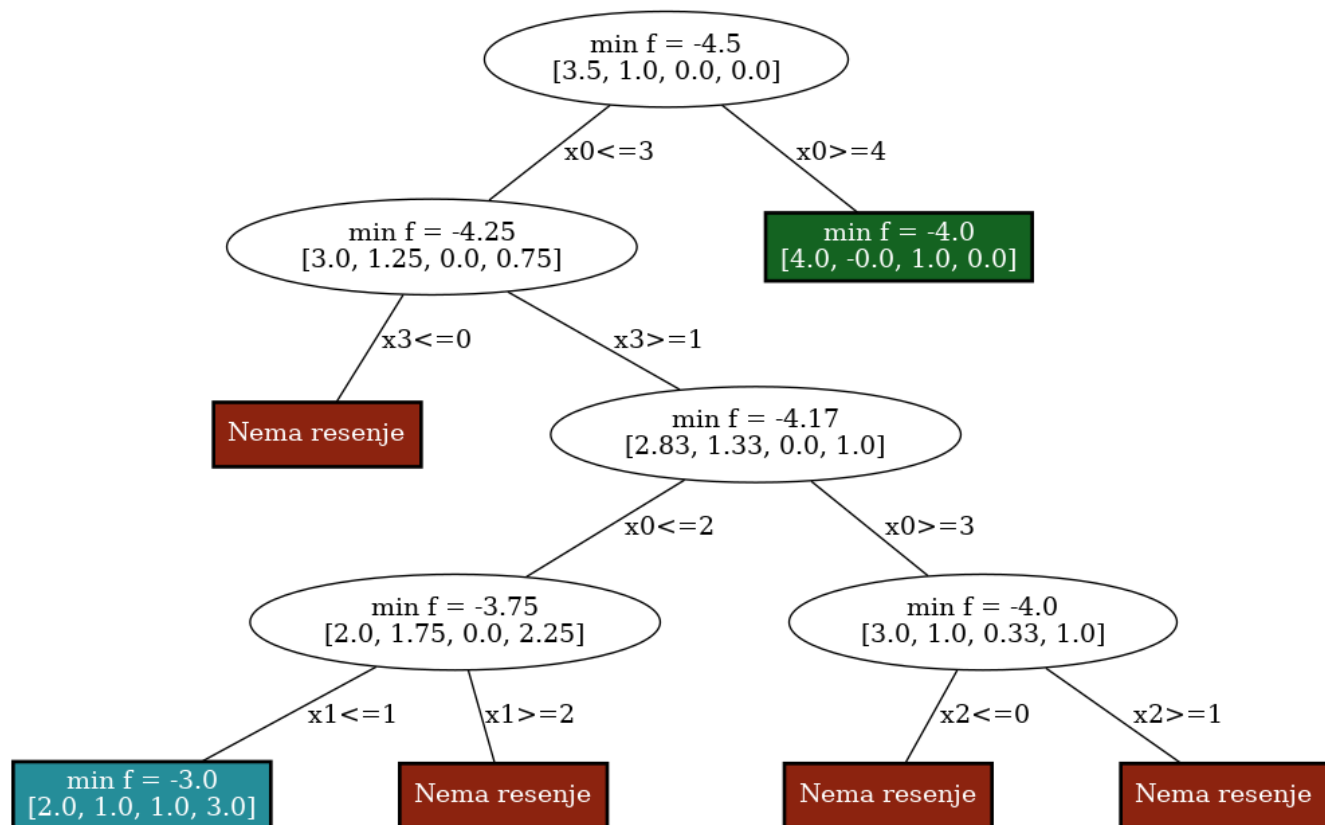 min f = -4.5
[3.5, 1.0, 0.0, 0.0]
x0<=3
x0>=4
min f = -4.25
[3.0, 1.25, 0.0, 0.75]
min f = -4.0
[4.0, -0.0, 1.0, 0.0]
x3<=0
x3>=1
Nema resenje
min f = -4.17
[2.83, 1.33, 0.0, 1.0]
x0<=2
x0>=3
min f = -3.75
[2.0, 1.75, 0.0, 2.25]
min f = -4.0
[3.0, 1.0, 0.33, 1.0]
x1<=1
x1>=2
x2<=0
x2>=1
min f = -3.0
[2.0, 1.0, 1.0, 3.0]
Nema resenje
Nema resenje
Nema resenje